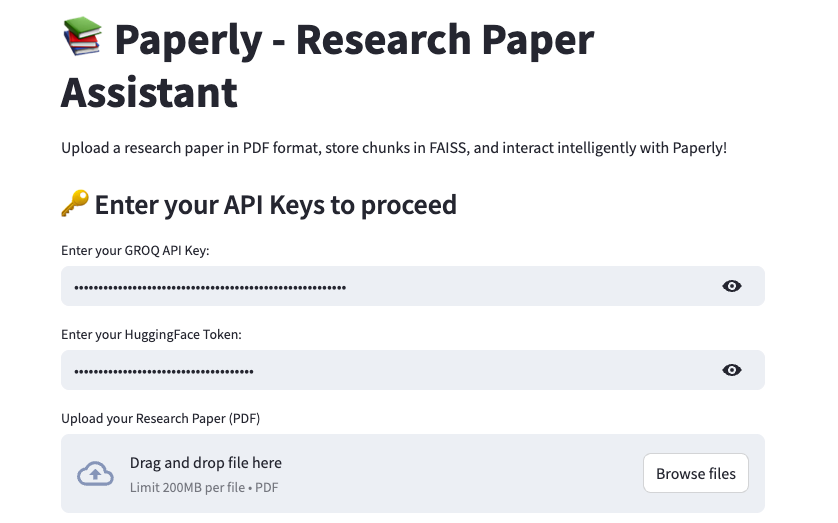 📚 Paperly - Research Paper
Assistant
Upload a research paper in PDF format, store chunks in FAISS, and interact intelligently with Paperly!
🔑 Enter your API Keys to proceed
Enter your GROQ API Key:
••••••••••••••••••••••••••••••••••••••••••••••••••••••••
Enter your HuggingFace Token:
•••••••••••••••••••••••••••••••••••••
Upload your Research Paper (PDF)
Drag and drop file here
Limit 200MB per file • PDF
Browse files